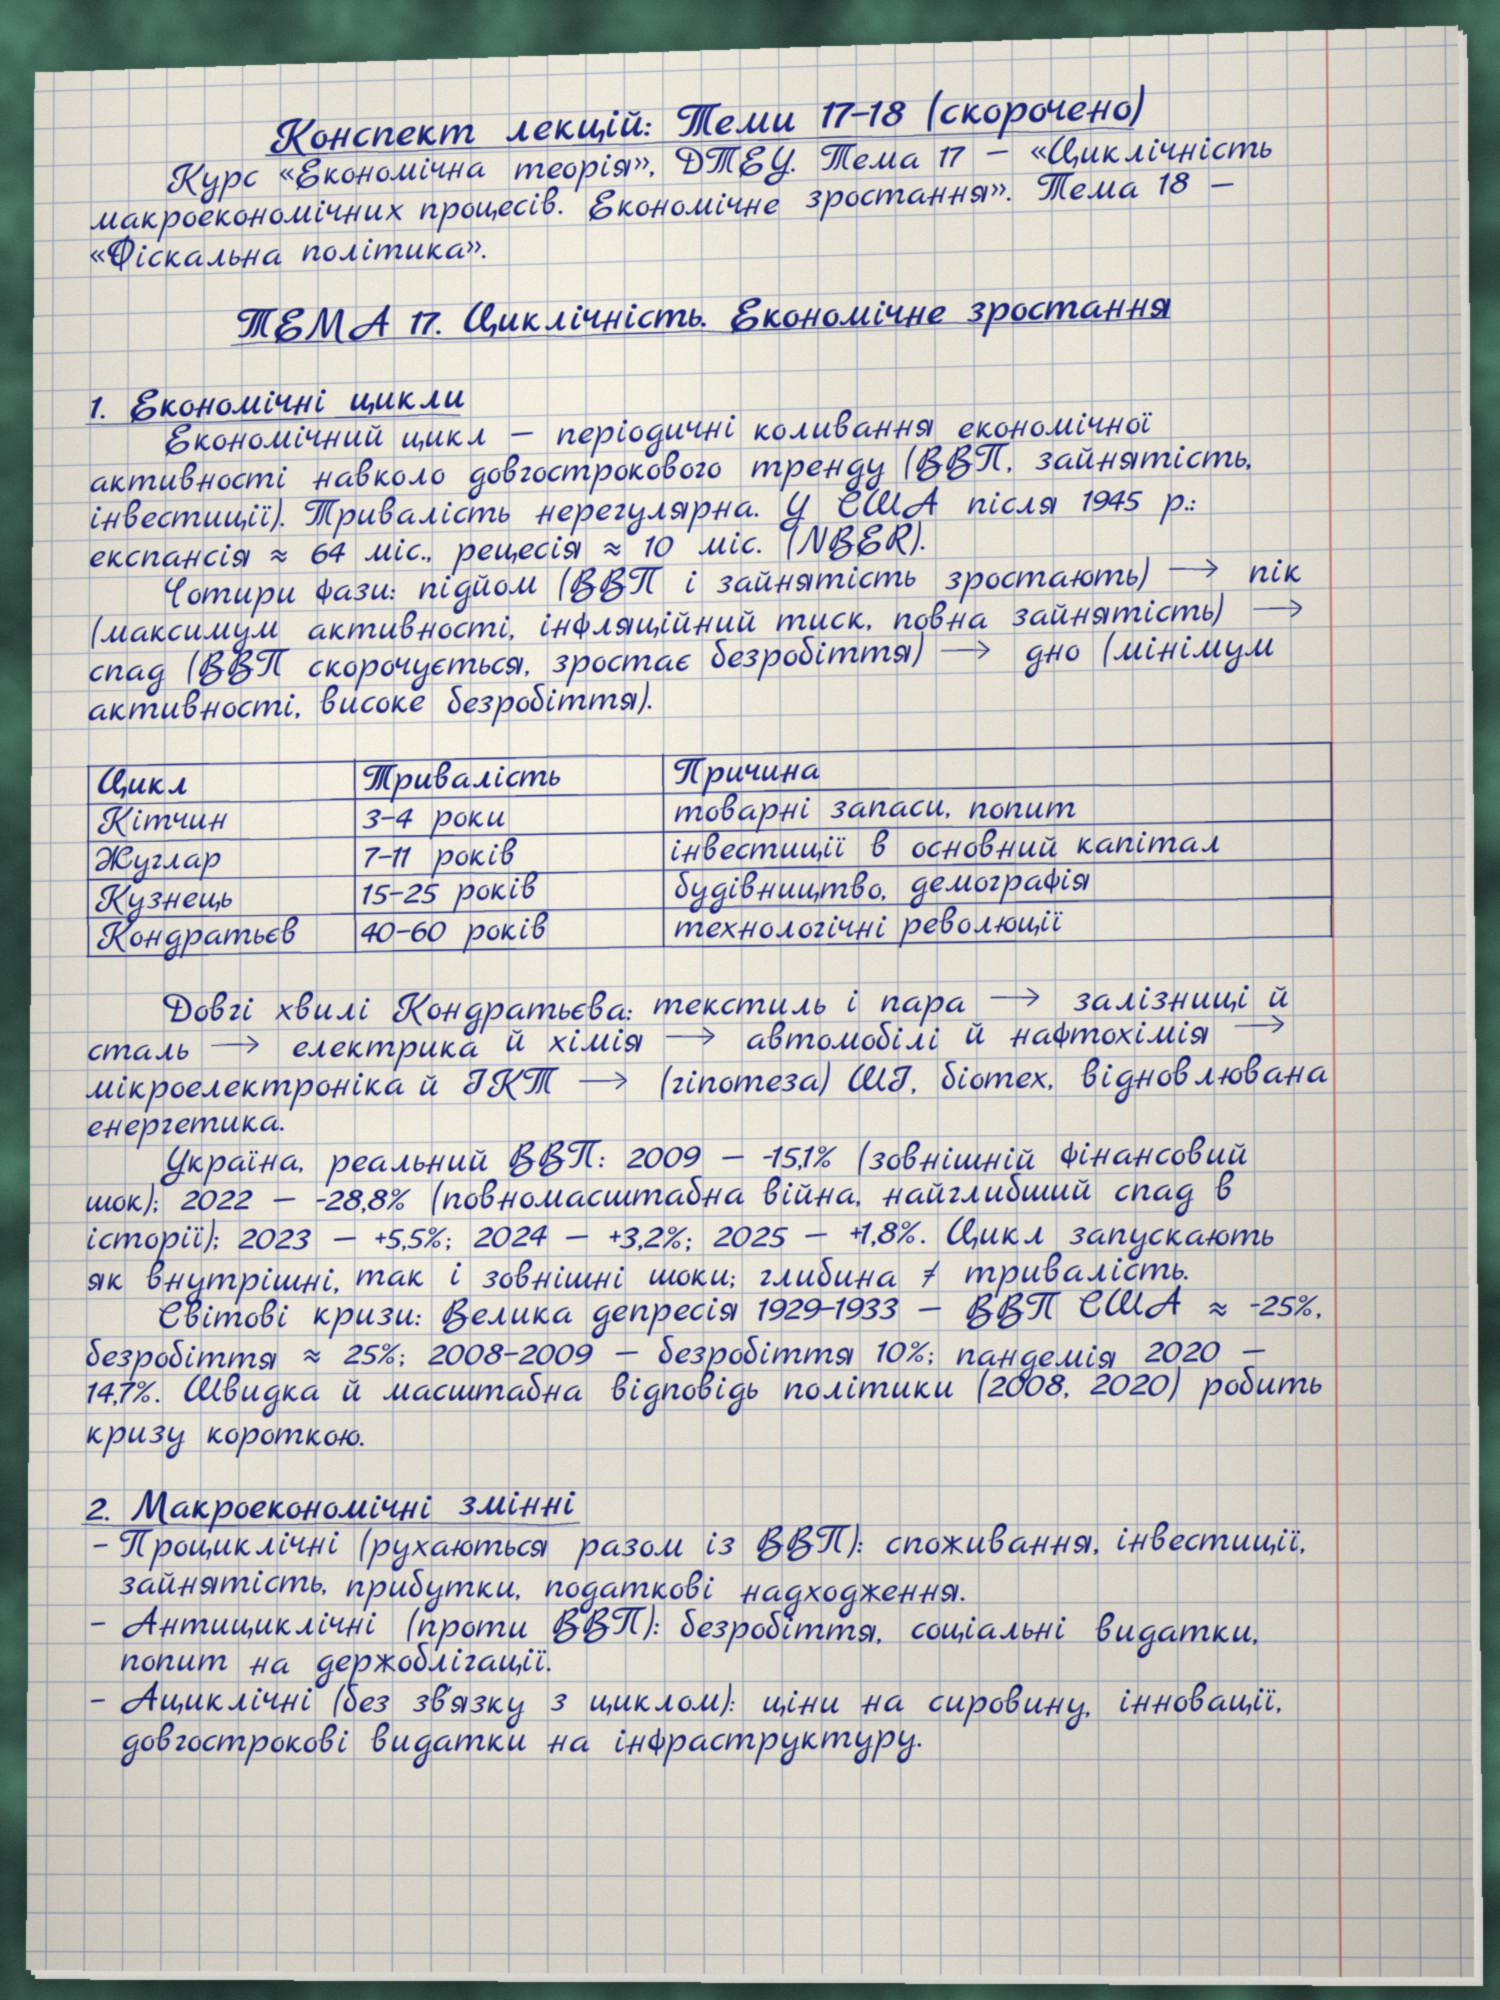 Конспект лекцій: Теми 17–18 (скорочено)
Курс «Економічна теорія», ДТЕУ. Тема 17 – «Циклічність
макроекономічних процесів. Економічне зростання». Тема 18 –
«Фіскальна політика».
ТЕМА 17. Циклічність. Економічне зростання
1. Економічні цикли
Економічний цикл – періодичні коливання економічної
активності навколо довгострокового тренду (ВВП, зайнятість,
інвестиції). Тривалість нерегулярна. У США після 1945 р.:
експансія ≈ 64 міс., рецесія ≈ 10 міс. (NBER).
Чотири фази: підйом (ВВП і зайнятість зростають) → пік
(максимум активності, інфляційний тиск, повна зайнятість) →
спад (ВВП скорочується, зростає безробіття) → дно (мінімум
активності, високе безробіття).
Цикл Тривалість Причина
Кітчин 3–4 роки товарні запаси, попит
Жуглар 7–11 років інвестиції в основний капітал
Кузнець 15–25 років будівництво, демографія
Кондратьєв 40–60 років технологічні революції
Довгі хвилі Кондратьєва: текстиль і пара → залізниці й
сталь → електрика й хімія → автомобілі й нафтохімія →
мікроелектроніка й ІКТ → (гіпотеза) ШІ, біотех, відновлювана
енергетика.
Україна, реальний ВВП: 2009 – -15,1% (зовнішній фінансовий
шок); 2022 – -28,8% (повномасштабна війна, найглибший спад в
історії); 2023 – +5,5%; 2024 – +3,2%; 2025 – +1,8%. Цикл запускають
як внутрішні, так і зовнішні шоки; глибина ≠ тривалість.
Світові кризи: Велика депресія 1929–1933 – ВВП США ≈ -25%,
безробіття ≈ 25%; 2008–2009 – безробіття 10%; пандемія 2020 –
14,7%. Швидка й масштабна відповідь політики (2008, 2020) робить
кризу короткою.
2. Макроекономічні змінні
- Проциклічні (рухаються разом із ВВП): споживання, інвестиції,
зайнятість, прибутки, податкові надходження.
- Антициклічні (проти ВВП): безробіття, соціальні видатки,
попит на держоблігації.
- Ациклічні (без зв'язку з циклом): ціни на сировину, інновації,
довгострокові видатки на інфраструктуру.